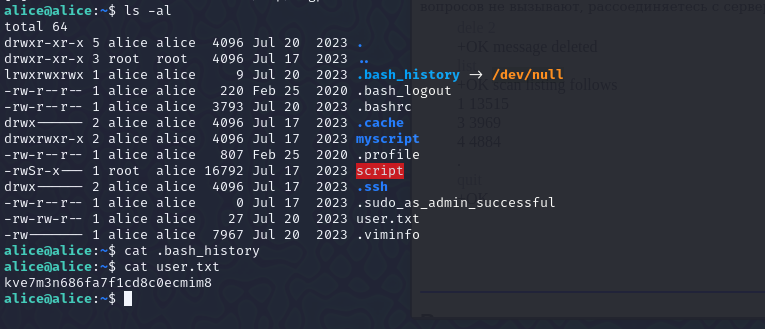 вопросов не вызывают, рассоединяетесь с серве
alice@alice:~$ ls -al
total 64
drwxr-xr-x 5 alice alice  4096 Jul 20  2023 .
drwxr-xr-x 3 root  root   4096 Jul 17  2023 ..
lrwxrwxrwx 1 alice alice     9 Jul 20  2023 .bash_history -> /dev/null
-rw-r--r-- 1 alice alice   220 Feb 25  2020 .bash_logout
-rw-r--r-- 1 alice alice  3793 Jul 20  2023 .bashrc
drwx------ 2 alice alice  4096 Jul 17  2023 .cache
drwxrwxr-x 2 alice alice  4096 Jul 17  2023 myscript
-rw-r--r-- 1 alice alice   807 Feb 25  2020 .profile
-rwSr-x--- 1 root  alice 16792 Jul 17  2023 script
drwx------ 2 alice alice  4096 Jul 17  2023 .ssh
-rw-r--r-- 1 alice alice     0 Jul 17  2023 .sudo_as_admin_successful
-rw-rw-r-- 1 alice alice    27 Jul 20  2023 user.txt
-rw------- 1 alice alice  7967 Jul 20  2023 .viminfo
alice@alice:~$ cat .bash_history
alice@alice:~$ cat user.txt
kve7m3n686fa7f1cd8c0ecmim8
alice@alice:~$
dele 2
+OK message deleted
+OK scan listing follows
1 13515
3 3969
4 4884
.
quit